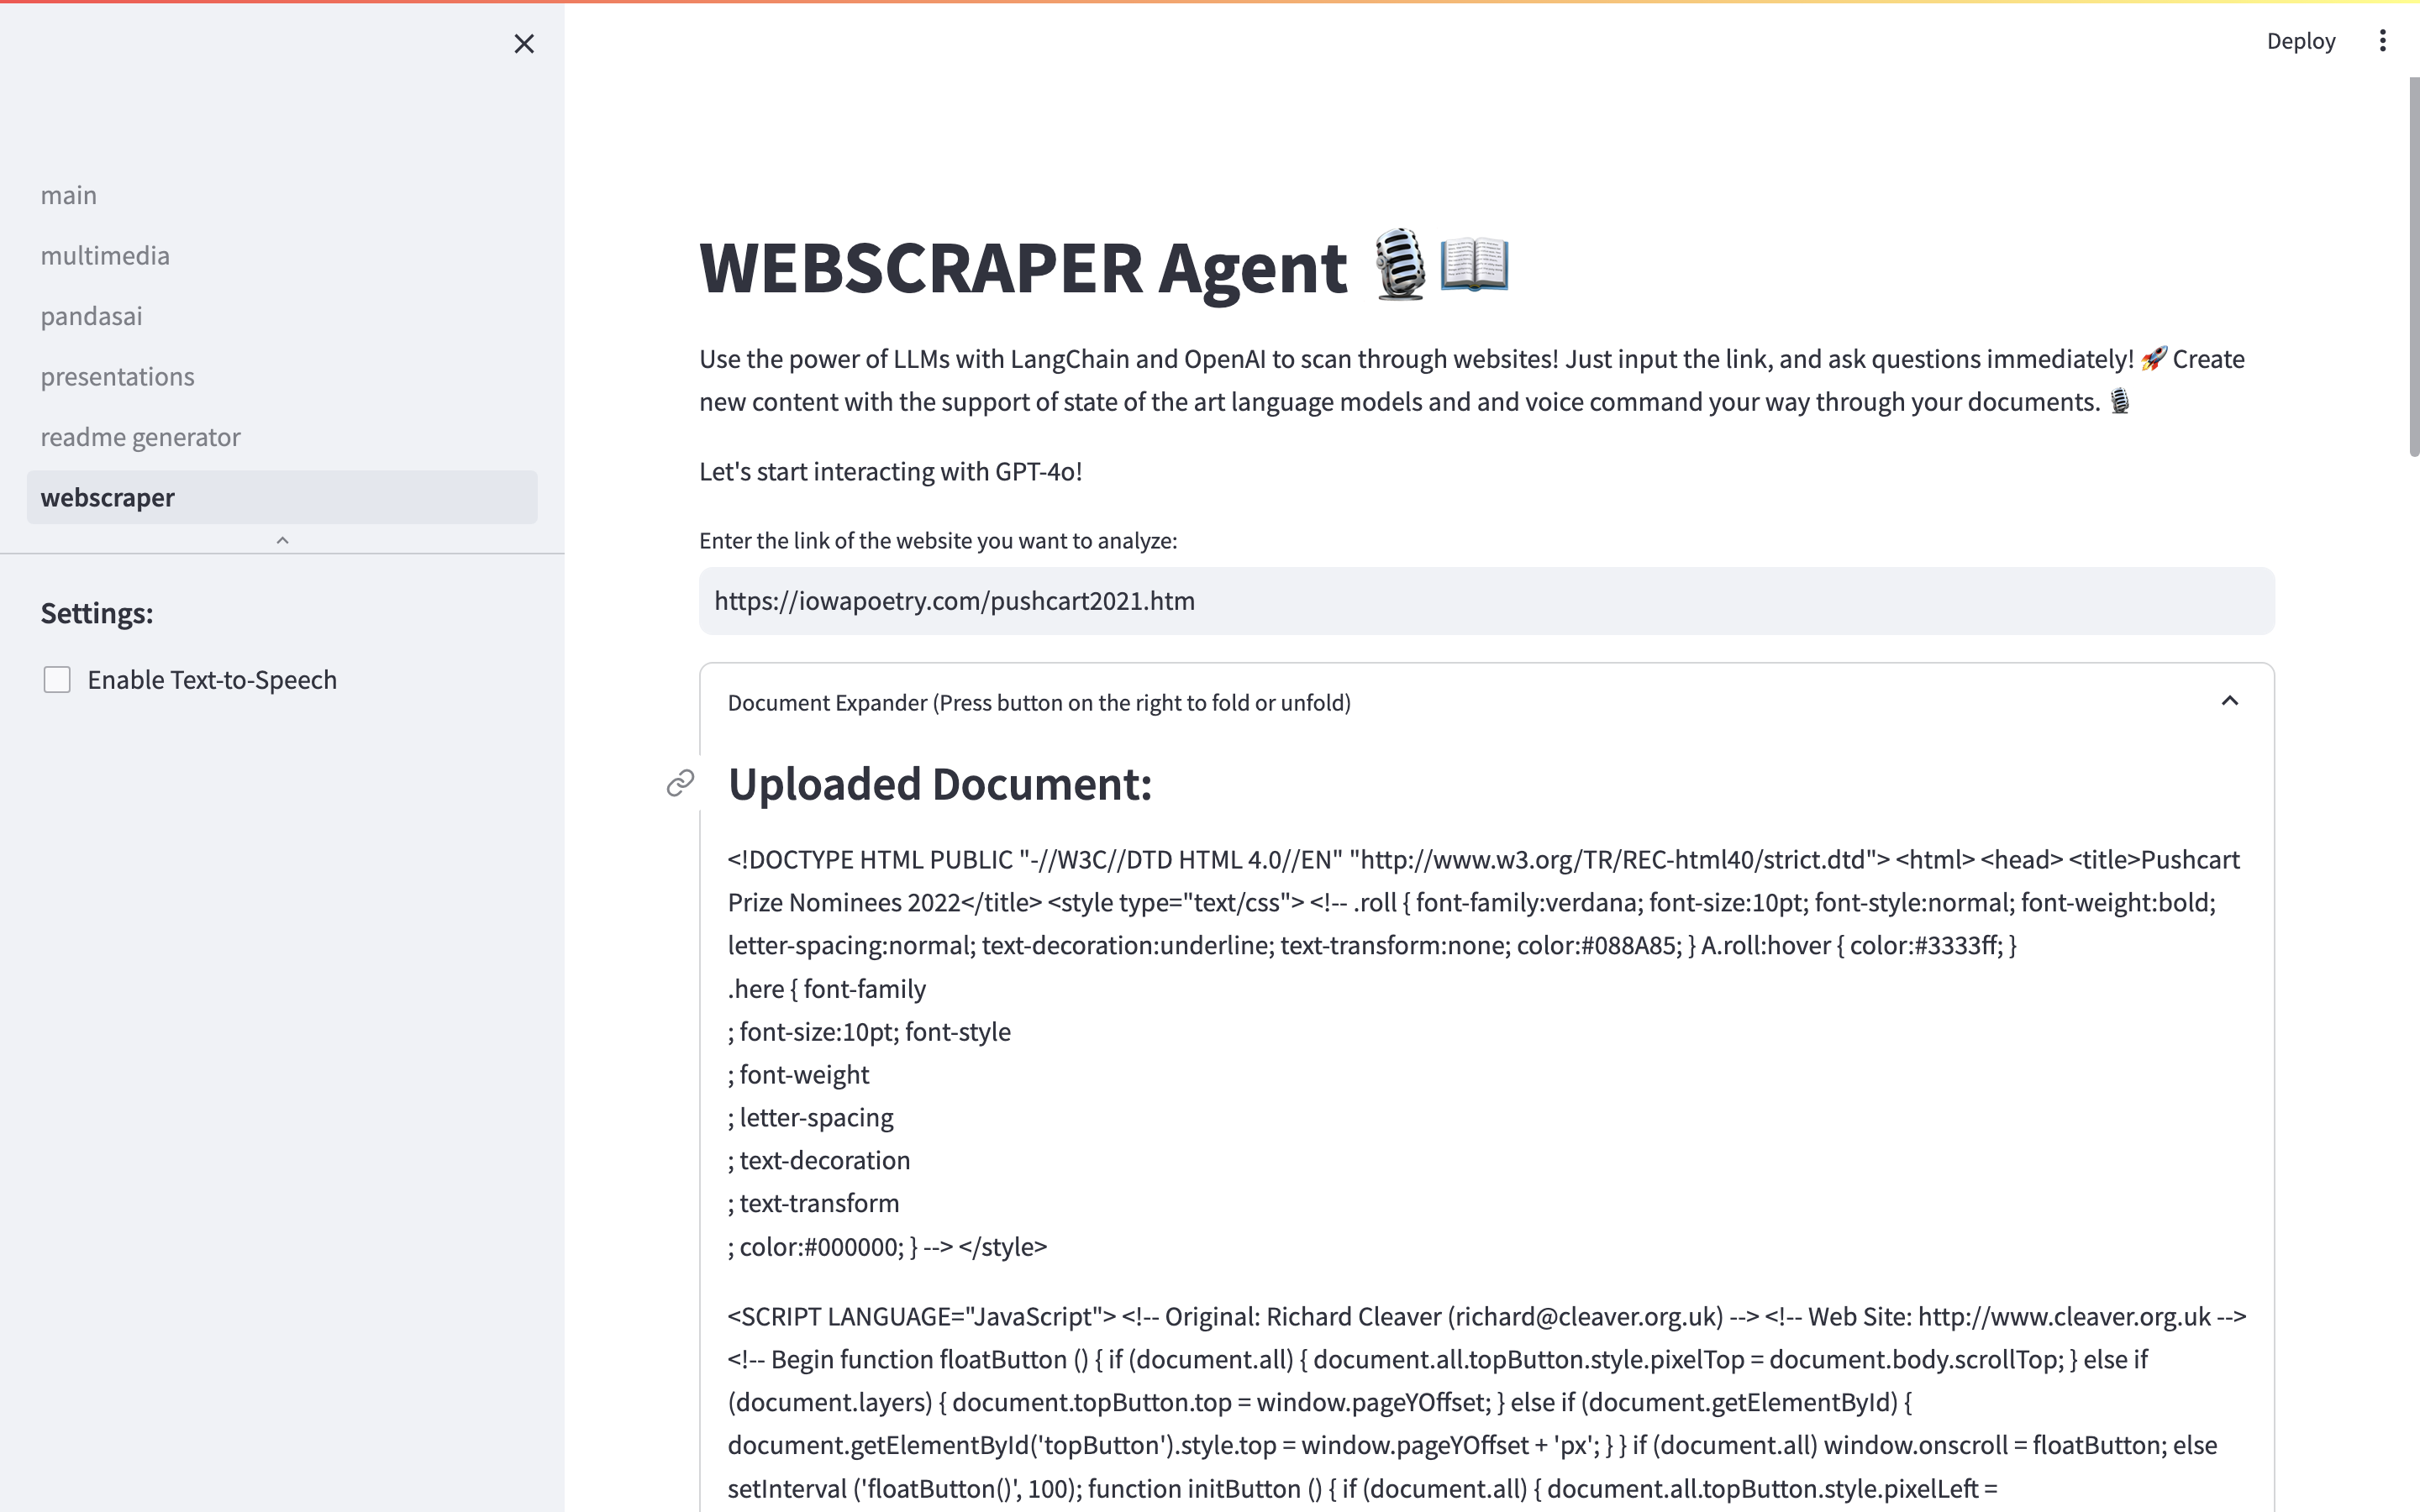 Deploy
main
multimedia
pandasai
presentations
readme generator
webscraper
Settings:
Enable Text-to-Speech
WEBSCRAPER Agent 🎙️📖
Use the power of LLMs with LangChain and OpenAI to scan through websites! Just input the link, and ask questions immediately! 🚀 Create
new content with the support of state of the art language models and and voice command your way through your documents. 🎙️
Let's start interacting with GPT-4o!
Enter the link of the website you want to analyze:
https://iowapoetry.com/pushcart2021.htm
Document Expander (Press button on the right to fold or unfold)
Uploaded Document:
<!DOCTYPE HTML PUBLIC "-//W3C//DTD HTML 4.0//EN" "http://www.w3.org/TR/REC-html40/strict.dtd"> <html> <head> <title>Pushcart
Prize Nominees 2022</title> <style type="text/css"> <!-- .roll { font-family:verdana; font-size:10pt; font-style:normal; font-weight:bold;
letter-spacing:normal; text-decoration:underline; text-transform:none; color:#088A85; } A.roll:hover { color:#3333ff; }
.here { font-family
; font-size:10pt; font-style
; font-weight
; letter-spacing
; text-decoration
; text-transform
; color:#000000; } --> </style>
<SCRIPT LANGUAGE="JavaScript"> <!-- Original: Richard Cleaver (richard@cleaver.org.uk) --> <!-- Web Site: http://www.cleaver.org.uk -->
<!-- Begin function floatButton () { if (document.all) { document.all.topButton.style.pixelTop = document.body.scrollTop; } else if
(document.layers) { document.topButton.top = window.pageYOffset; } else if (document.getElementById) {
document.getElementById('topButton').style.top = window.pageYOffset + 'px'; } } if (document.all) window.onscroll = floatButton; else
setInterval ('floatButton()', 100); function initButton () { if (document.all) { document.all.topButton.style.pixelLeft =